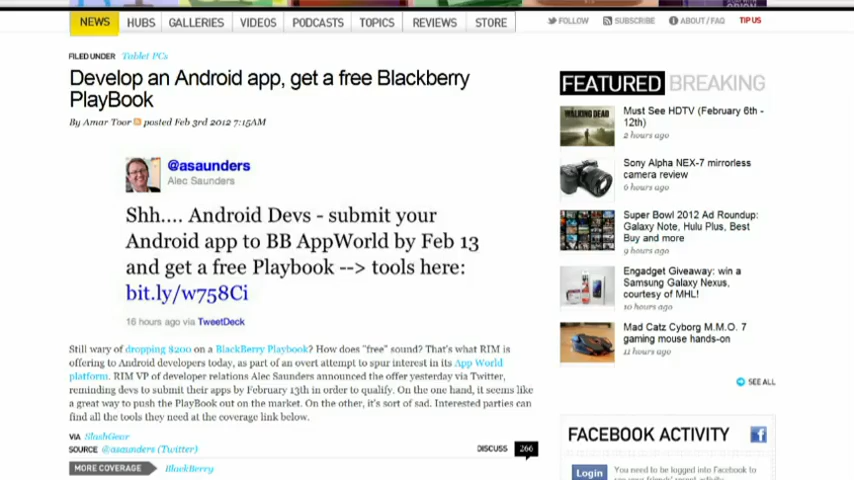 NEWS HUBS GALLERIES VIDEOS PODCASTS TOPICS REVIEWS STORE FOLLOW SUBSCRIBE ABOUT / FAQ TIP US
FILED UNDER Tablet PCs
Develop an Android app, get a free Blackberry
PlayBook
By Amar Toor posted Feb 3rd 2012 7:15AM
@asaunders
Alec Saunders
Shh.... Android Devs - submit your
Android app to BB AppWorld by Feb 13
and get a free Playbook --> tools here:
bit.ly/w758Ci
16 hours ago via TweetDeck
Still wary of dropping $200 on a BlackBerry Playbook? How does "free" sound? That's what RIM is
offering to Android developers today, as part of an overt attempt to spur interest in its App World
platform. RIM VP of developer relations Alec Saunders announced the offer yesterday via Twitter,
reminding devs to submit their apps by February 13th in order to qualify. On the one hand, it seems like
a great way to push the PlayBook out on the market. On the other, it's sort of sad. Interested parties can
find all the tools they need at the coverage link below.
VIA SlashGear
SOURCE @asaunders (Twitter)
DISCUSS 266
MORE COVERAGE BlackBerry
FEATURED BREAKING
WALKING DEAD
Must See HDTV (February 6th -
12th)
2 hours ago
Sony Alpha NEX-7 mirrorless
camera review
6 hours ago
Super Bowl 2012 Ad Roundup:
Galaxy Note, Hulu Plus, Best
Buy and more
9 hours ago
Engadget Giveaway: win a
Samsung Galaxy Nexus,
courtesy of MHL!
10 hours ago
Mad Catz Cyborg M.M.O. 7
gaming mouse hands-on
11 hours ago
SEE ALL
FACEBOOK ACTIVITY
Login
You need to be logged into Facebook to